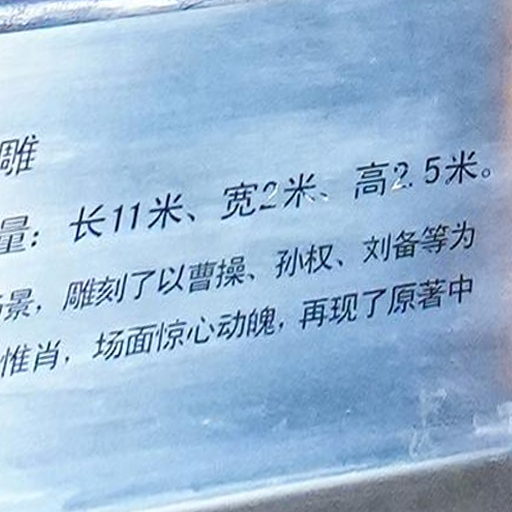 雕
量：长11米、宽2米、高2.5米。
景，雕刻了以曹操、孙权、刘备等为
惟肖，场面惊心动魄，再现了原著中